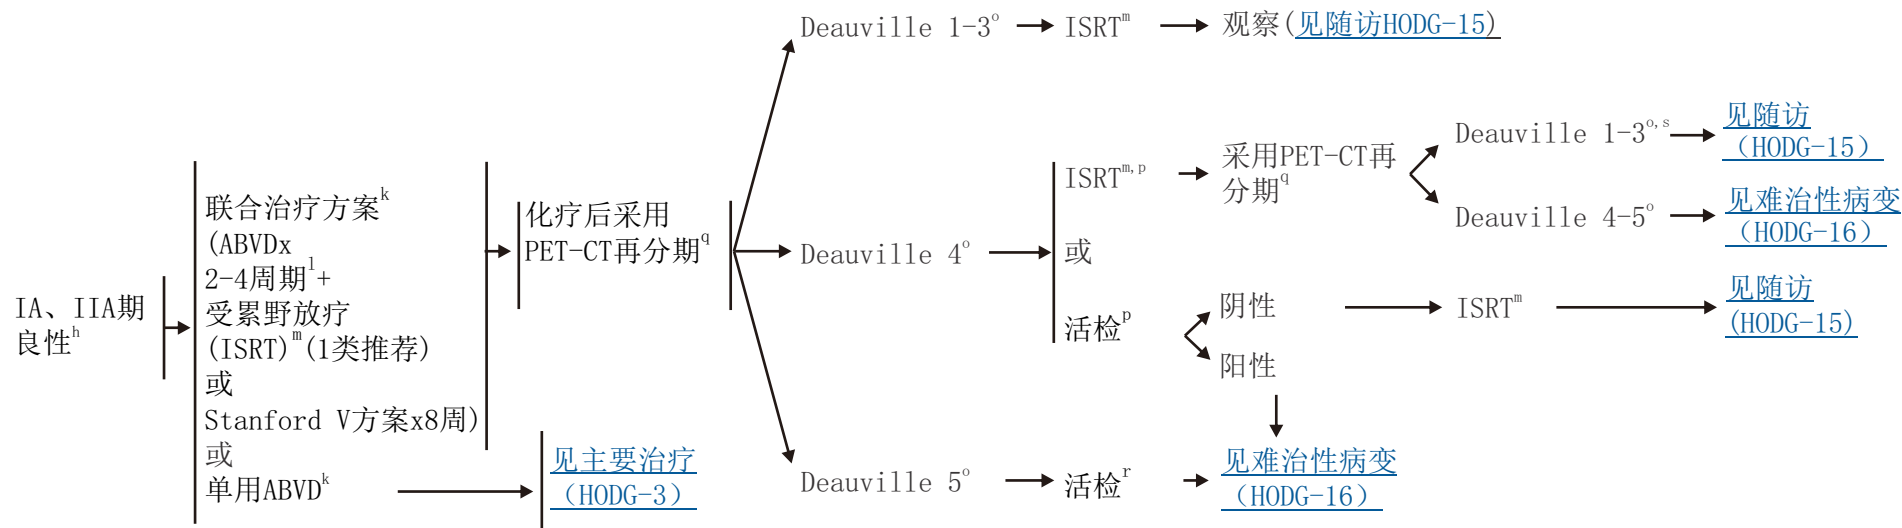 IA、IIA期
良性h
联合治疗方案k
(ABVDx
2-4周期l+
受累野放疗
(ISRT)m(1类推荐)
或
Stanford V方案x8周)
或
单用ABVDk
见主要治疗
（HODG-3）
化疗后采用
PET-CT再分期q
Deauville 1-3o
ISRTm
观察(见随访HODG-15)
Deauville 4o
ISRTm,p
采用PET-CT再
分期q
Deauville 1-3o,s
见随访
（HODG-15）
Deauville 4-5o
见难治性病变
（HODG-16）
或
活检p
阴性
ISRTm
见随访
(HODG-15)
阳性
Deauville 5o
活检r
见难治性病变
（HODG-16）